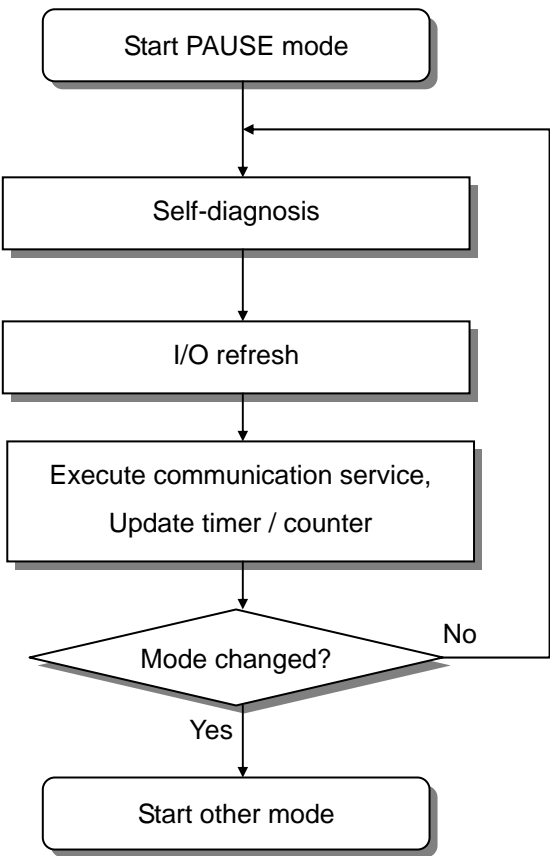 Start PAUSE mode
Self-diagnosis
I/O refresh
Execute communication service,
Update timer / counter
Mode changed?
No
Yes
Start other mode